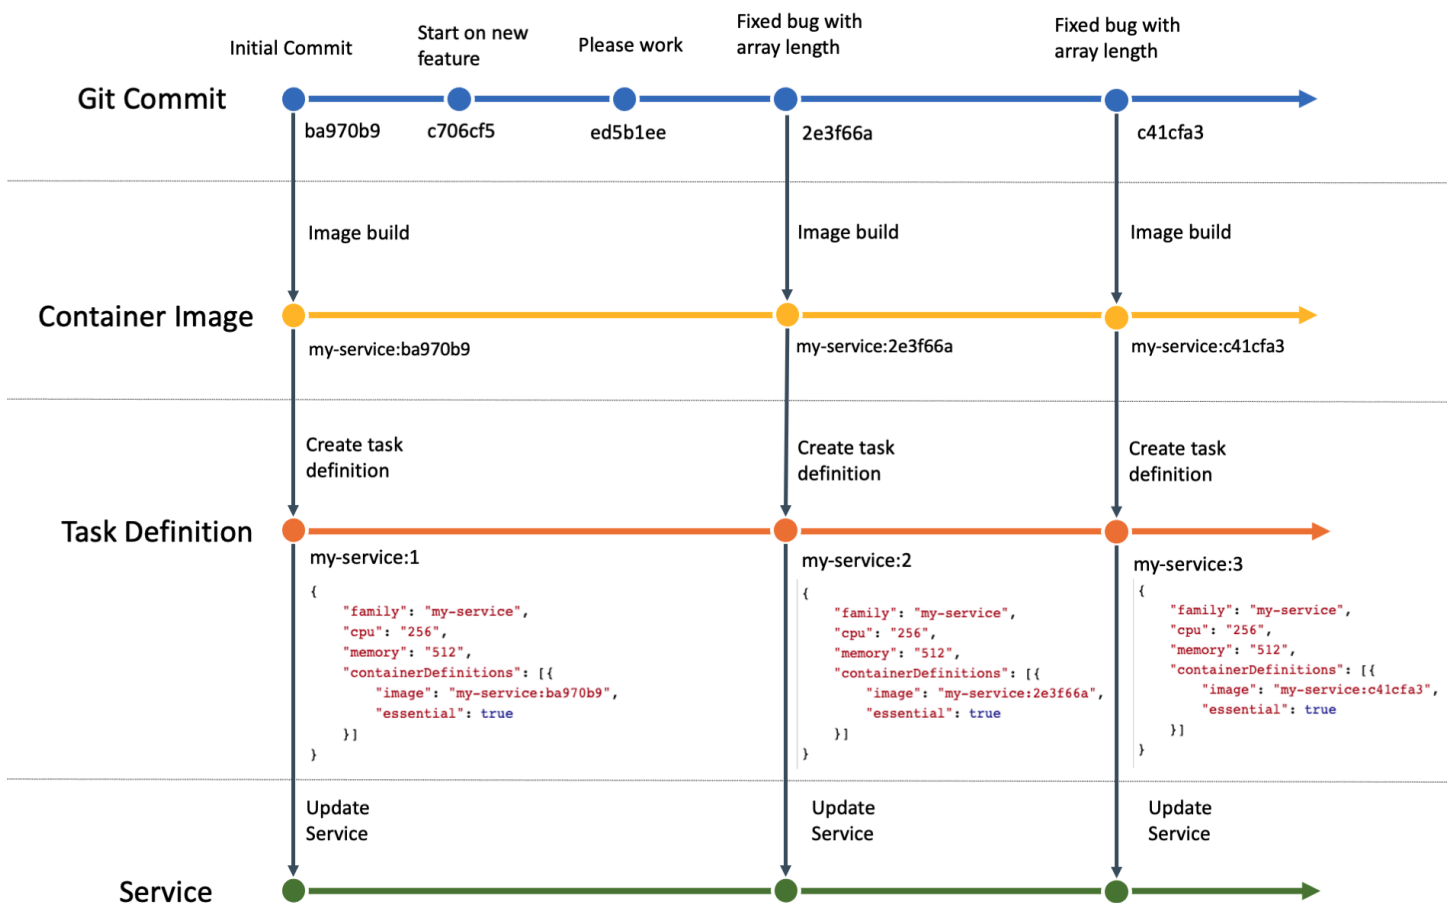 Initial Commit
Start on new
feature
Please work
Fixed bug with
array length
Fixed bug with
array length
Git Commit
ba970b9
c706cf5
ed5b1ee
2e3f66a
c41cfa3
Image build
Image build
Image build
Container Image
my-service:ba970b9
my-service:2e3f66a
my-service:c41cfa3
Create task
definition
Create task
definition
Create task
definition
Task Definition
my-service:1
{
"family": "my-service",
"cpu": "256",
"memory": "512",
"containerDefinitions": [{
"image": "my-service:ba970b9",
"essential": true
}]
}
my-service:2
{
"family": "my-service",
"cpu": "256",
"memory": "512",
"containerDefinitions": [{
"image": "my-service:2e3f66a",
"essential": true
}]
}
my-service:3
{
"family": "my-service",
"cpu": "256",
"memory": "512",
"containerDefinitions": [{
"image": "my-service:c41cfa3",
"essential": true
}]
}
Update
Service
Update
Service
Update
Service
Service